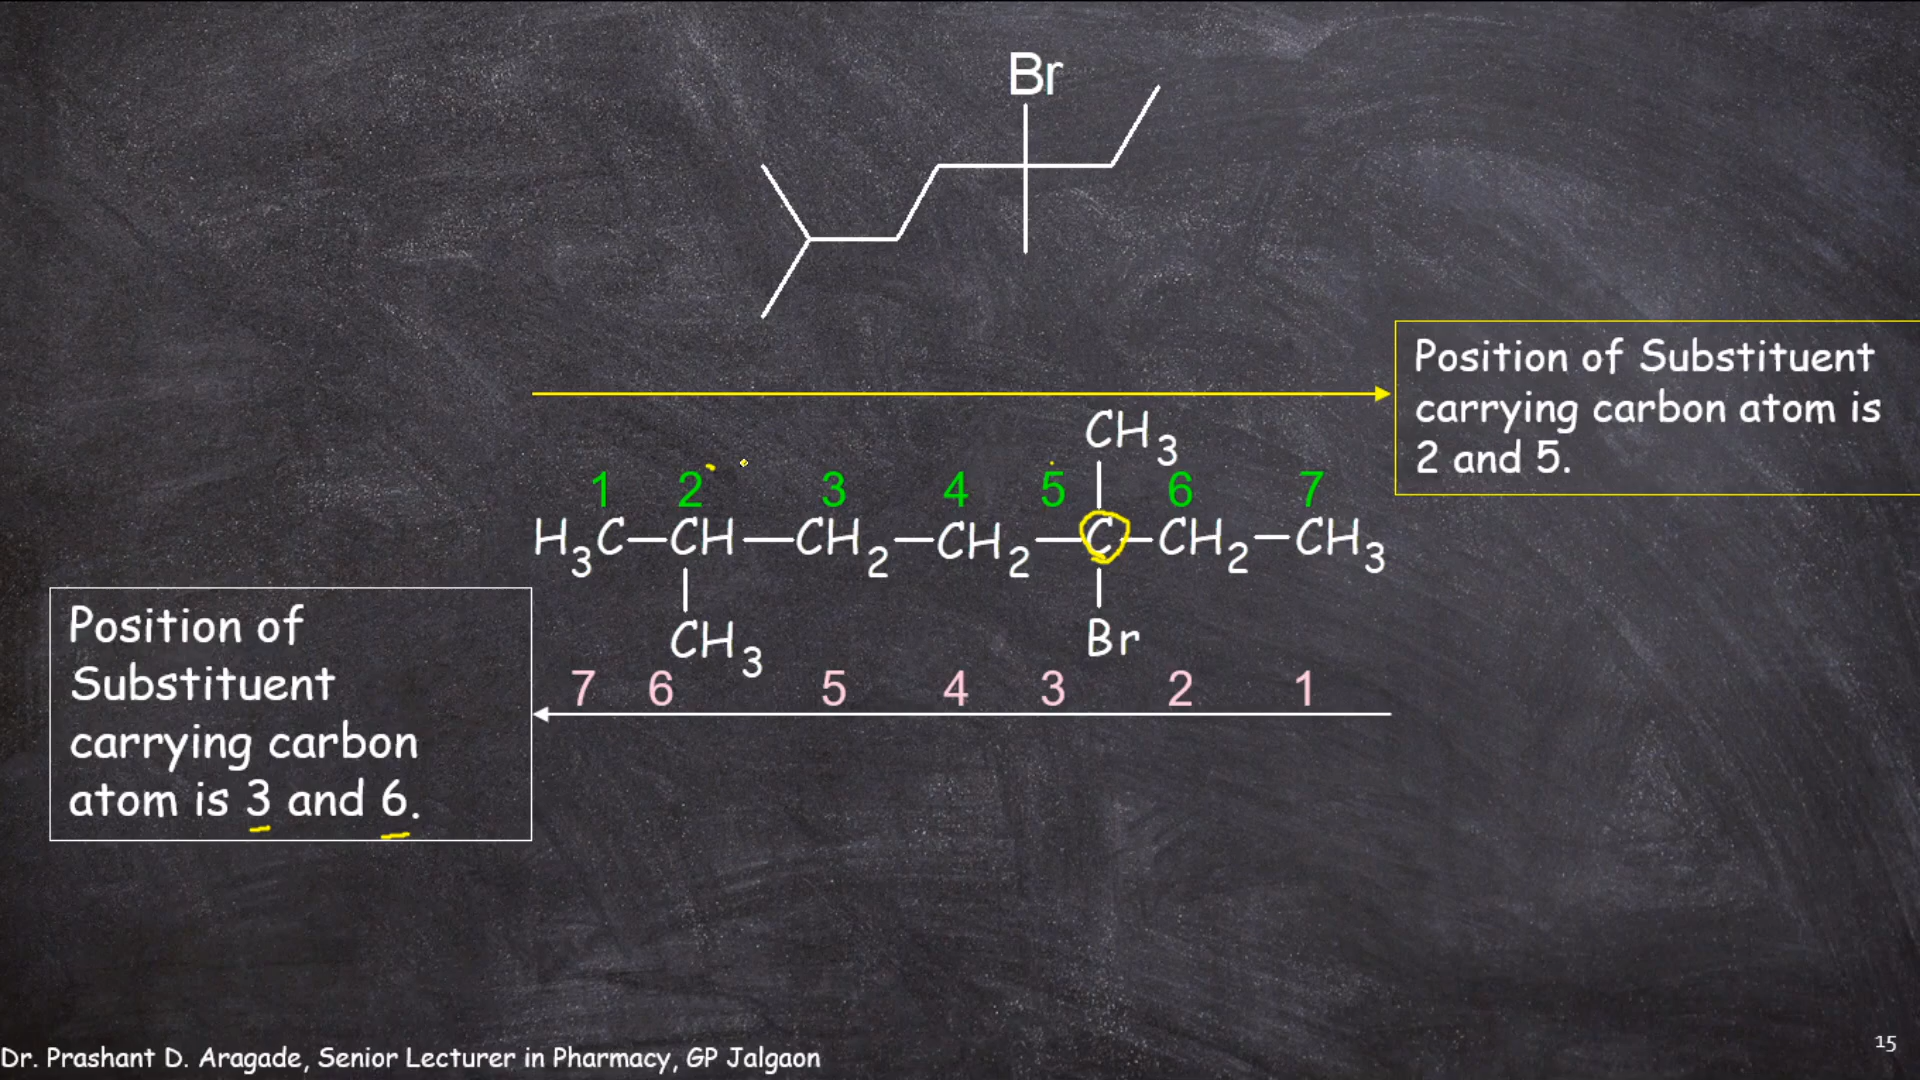 Br
Position of Substituent
carrying carbon atom is
2 and 5.
CH3
1 2 3 4 5 6 7
H3C—CH—CH2—CH2—C—CH2—CH3
CH3 Br
7 6 5 4 3 2 1
Position of
Substituent
carrying carbon
atom is 3 and 6.
Dr. Prashant D. Aragade, Senior Lecturer in Pharmacy, GP Jalgaon
15